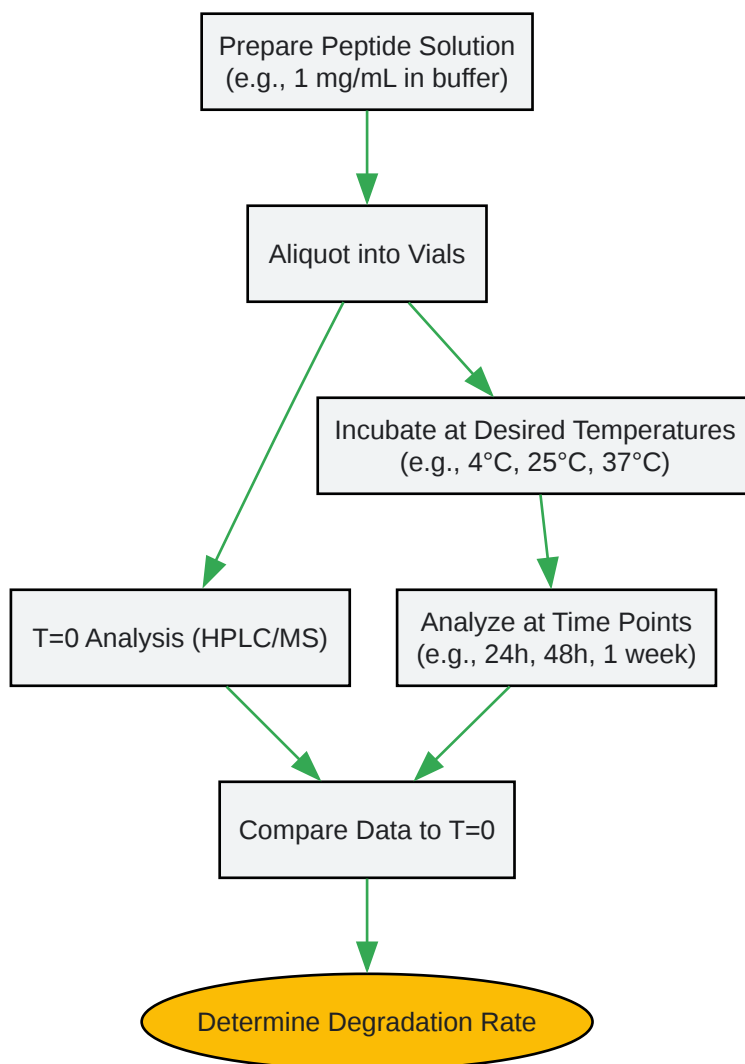 Prepare Peptide Solution
(e.g., 1 mg/mL in buffer)
Aliquot into Vials
Incubate at Desired Temperatures
(e.g., 4°C, 25°C, 37°C)
T=0 Analysis (HPLC/MS)
Analyze at Time Points
(e.g., 24h, 48h, 1 week)
Compare Data to T=0
Determine Degradation Rate